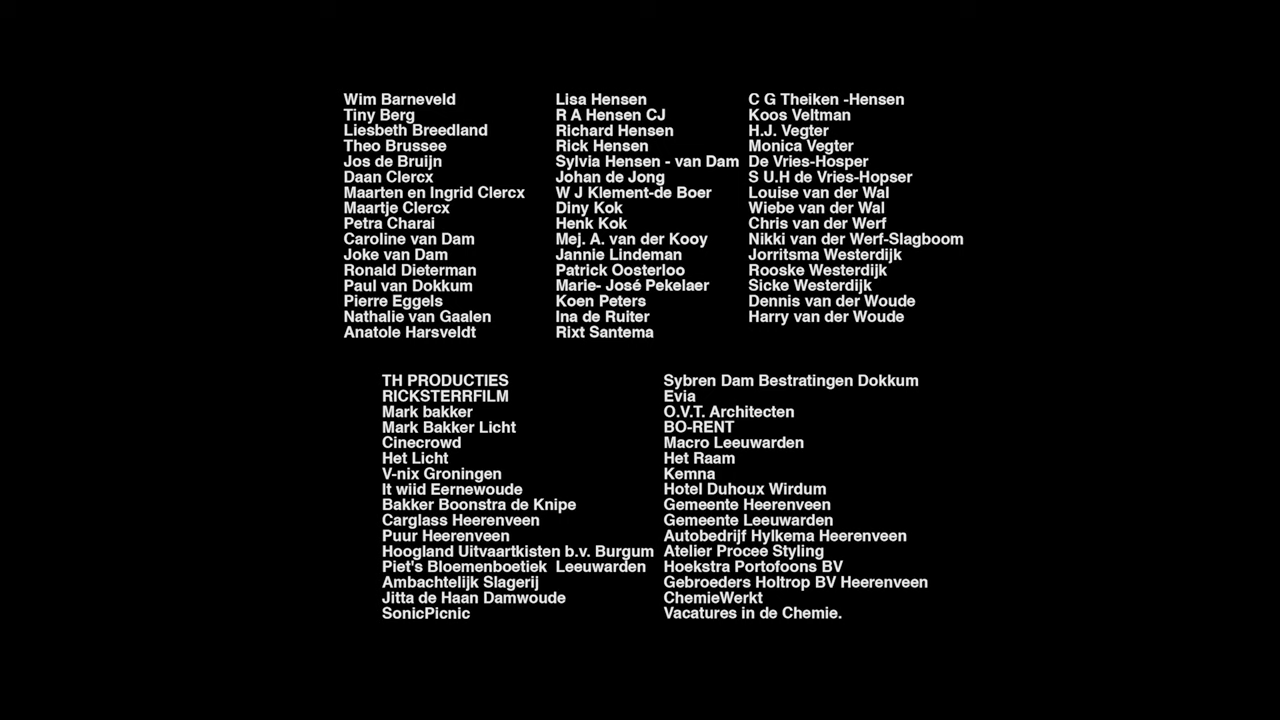 Wim Barneveld
Tiny Berg
Liesbeth Breedland
Theo Brussee
Jos de Bruijn
Daan Clercx
Maarten en Ingrid Clercx
Maartje Clercx
Petra Charai
Caroline van Dam
Joke van Dam
Ronald Dieterman
Paul van Dokkum
Pierre Eggels
Nathalie van Gaalen
Anatole Harsveldt
Lisa Hensen
R A Hensen CJ
Richard Hensen
Rick Hensen
Sylvia Hensen - van Dam
Johan de Jong
W J Klement-de Boer
Diny Kok
Henk Kok
Mej. A. van der Kooy
Jannie Lindeman
Patrick Oosterloo
Marie- José Pekelaer
Koen Peters
Ina de Ruiter
Rixt Santema
C G Theiken -Hensen
Koos Veltman
H.J. Vegter
Monica Vegter
De Vries-Hosper
S U.H de Vries-Hopser
Louise van der Wal
Wiebe van der Wal
Chris van der Werf
Nikki van der Werf-Slagboom
Jorritsma Westerdijk
Rooske Westerdijk
Sicke Westerdijk
Dennis van der Woude
Harry van der Woude
TH PRODUCTIES
RICKSTERRFILM
Mark bakker
Mark Bakker Licht
Cinecrowd
Het Licht
V-nix Groningen
It wiid Eernewoude
Bakker Boonstra de Knipe
Carglass Heerenveen
Puur Heerenveen
Hoogland Uitvaartkisten b.v. Burgum
Piet's Bloemenboetiek  Leeuwarden
Ambachtelijk Slagerij
Jitta de Haan Damwoude
SonicPicnic
Sybren Dam Bestratingen Dokkum
Evia
O.V.T. Architecten
BO-RENT
Macro Leeuwarden
Het Raam
Kemna
Hotel Duhoux Wirdum
Gemeente Heerenveen
Gemeente Leeuwarden
Autobedrijf Hylkema Heerenveen
Atelier Procee Styling
Hoekstra Portofoons BV
Gebroeders Holtrop BV Heerenveen
ChemieWerkt
Vacatures in de Chemie.